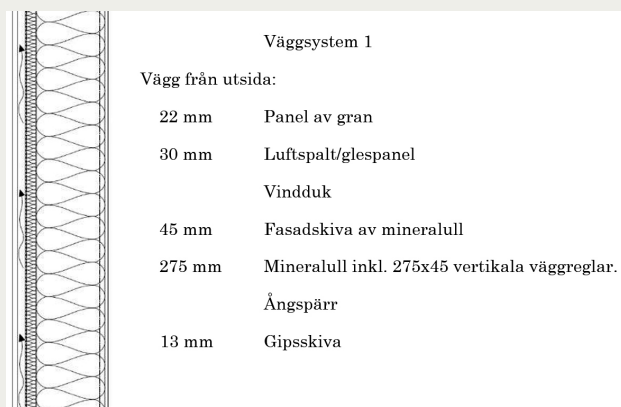 Väggsystem 1
Vägg från utsida:
22 mm Panel av gran
30 mm Luftspalt/glespanel
Vindduk
45 mm Fasadskiva av mineralull
275 mm Mineralull inkl. 275x45 vertikala väggreglar.
Ångspärr
13 mm Gipsskiva